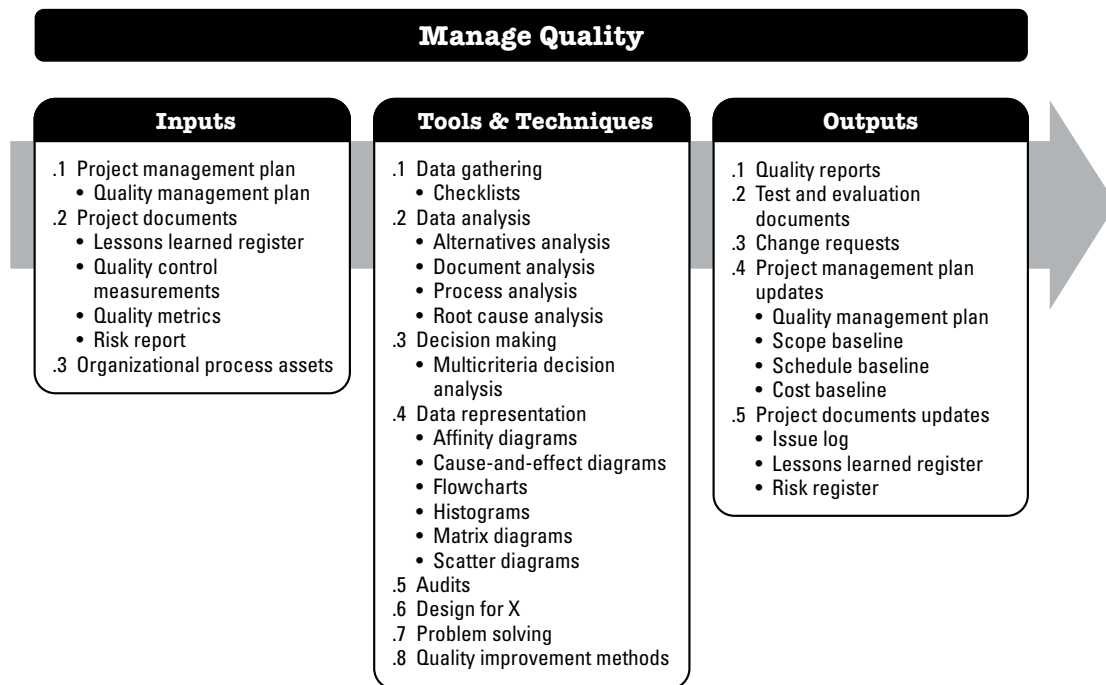 Manage Quality
Inputs
.1 Project management plan
• Quality management plan
.2 Project documents
• Lessons learned register
• Quality control
measurements
• Quality metrics
• Risk report
.3 Organizational process assets
Tools & Techniques
.1 Data gathering
• Checklists
.2 Data analysis
• Alternatives analysis
• Document analysis
• Process analysis
• Root cause analysis
.3 Decision making
• Multicriteria decision
analysis
.4 Data representation
• Affinity diagrams
• Cause-and-effect diagrams
• Flowcharts
• Histograms
• Matrix diagrams
• Scatter diagrams
.5 Audits
.6 Design for X
.7 Problem solving
.8 Quality improvement methods
Outputs
.1 Quality reports
.2 Test and evaluation
documents
.3 Change requests
.4 Project management plan
updates
• Quality management plan
• Scope baseline
• Schedule baseline
• Cost baseline
.5 Project documents updates
• Issue log
• Lessons learned register
• Risk register